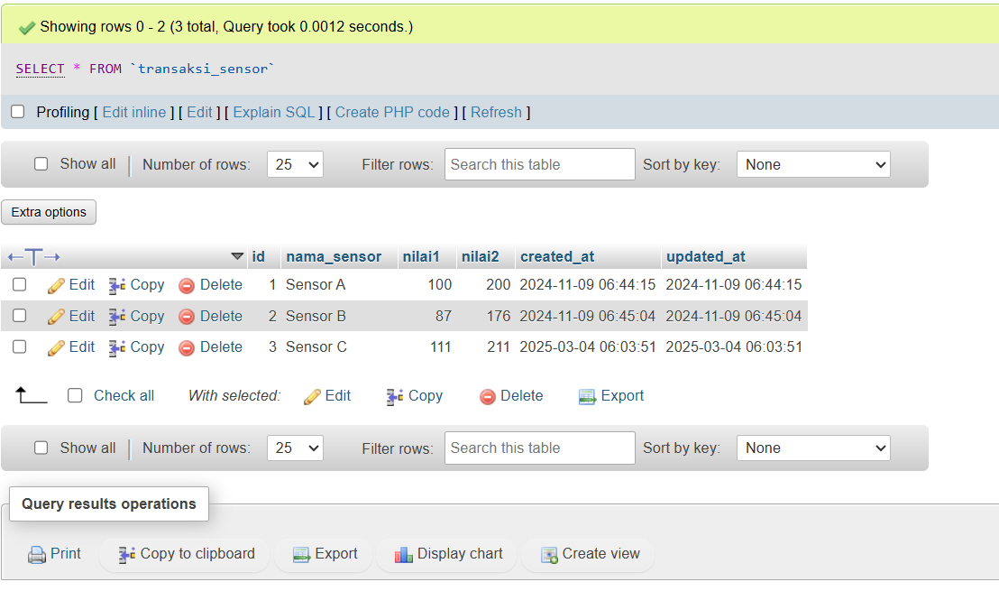 Showing rows 0 - 2 (3 total, Query took 0.0012 seconds.)
SELECT * FROM `transaksi_sensor`
Profiling [ Edit inline ] [ Edit ] [ Explain SQL ] [ Create PHP code ] [ Refresh ]
Show all Number of rows: 25 Filter rows: Search this table Sort by key: None
Extra options
←T→ id nama_sensor nilai1 nilai2 created_at updated_at
Edit Copy Delete 1 Sensor A 100 200 2024-11-09 06:44:15 2024-11-09 06:44:15
Edit Copy Delete 2 Sensor B 87 176 2024-11-09 06:45:04 2024-11-09 06:45:04
Edit Copy Delete 3 Sensor C 111 211 2025-03-04 06:03:51 2025-03-04 06:03:51
Check all With selected: Edit Copy Delete Export
Show all Number of rows: 25 Filter rows: Search this table Sort by key: None
Query results operations
Print Copy to clipboard Export Display chart Create view